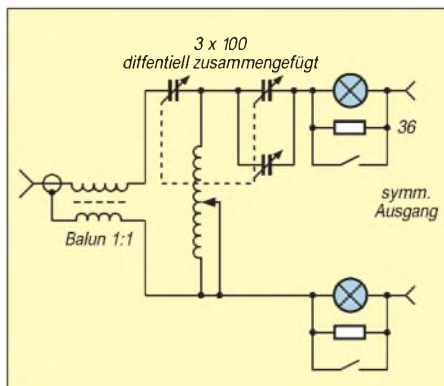 3 x 100
diffentiell zusammengefügt
36
symm.
Ausgang
Balun 1:1